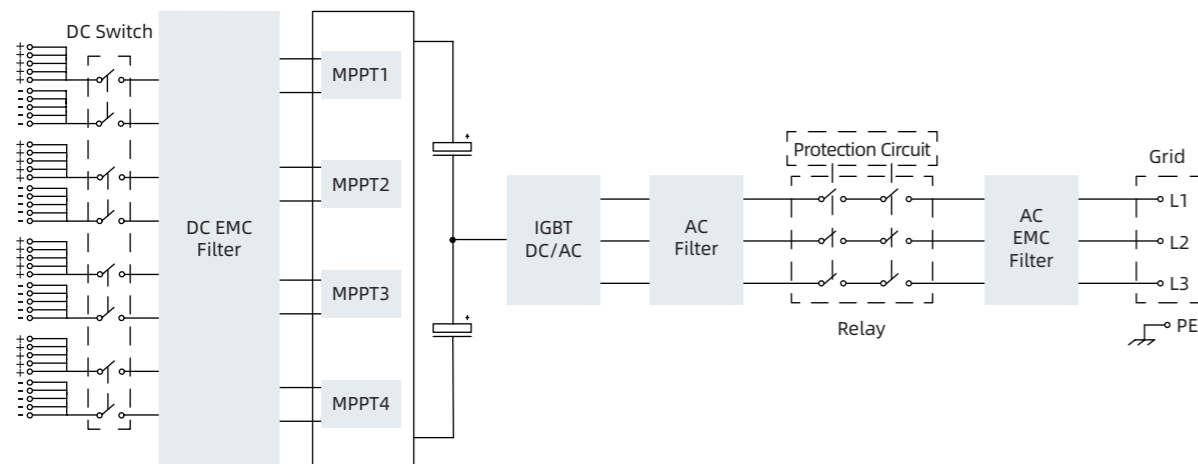 DC Switch
+
+
+
+
+
-
-
-
-
-
+
+
+
+
+
-
-
-
-
-
+
+
+
+
+
-
-
-
-
-
+
+
+
+
+
-
-
-
-
-
DC EMC
Filter
MPPT1
MPPT2
MPPT3
MPPT4
+
+
IGBT
DC/AC
AC
Filter
Protection Circuit
Relay
AC
EMC
Filter
Grid
L1
L2
L3
PE